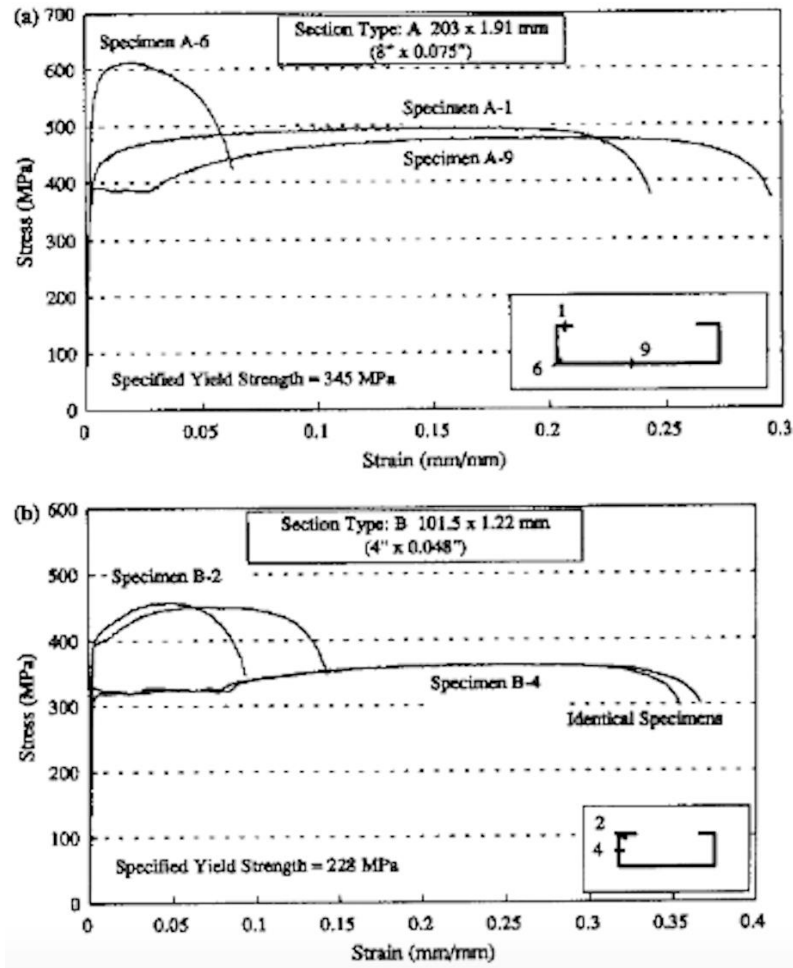 (a)
700
600
500
400
300
200
100
0
Stress (MPa)
Specimen A-6
Section Type: A 203 x 1.91 mm
(8" x 0.075")
Specimen A-1
Specimen A-9
1
6
9
Specified Yield Strength = 345 MPa
0
0.05
0.1
0.15
0.2
0.25
0.3
Strain (mm/mm)
(b)
600
500
400
300
200
100
0
Stress (MPa)
Section Type: B 101.5 x 1.22 mm
(4" x 0.048")
Specimen B-2
Specimen B-4
Identical Specimens
2
4
Specified Yield Strength = 228 MPa
0
0.05
0.1
0.15
0.2
0.25
0.3
0.35
0.4
Strain (mm/mm)